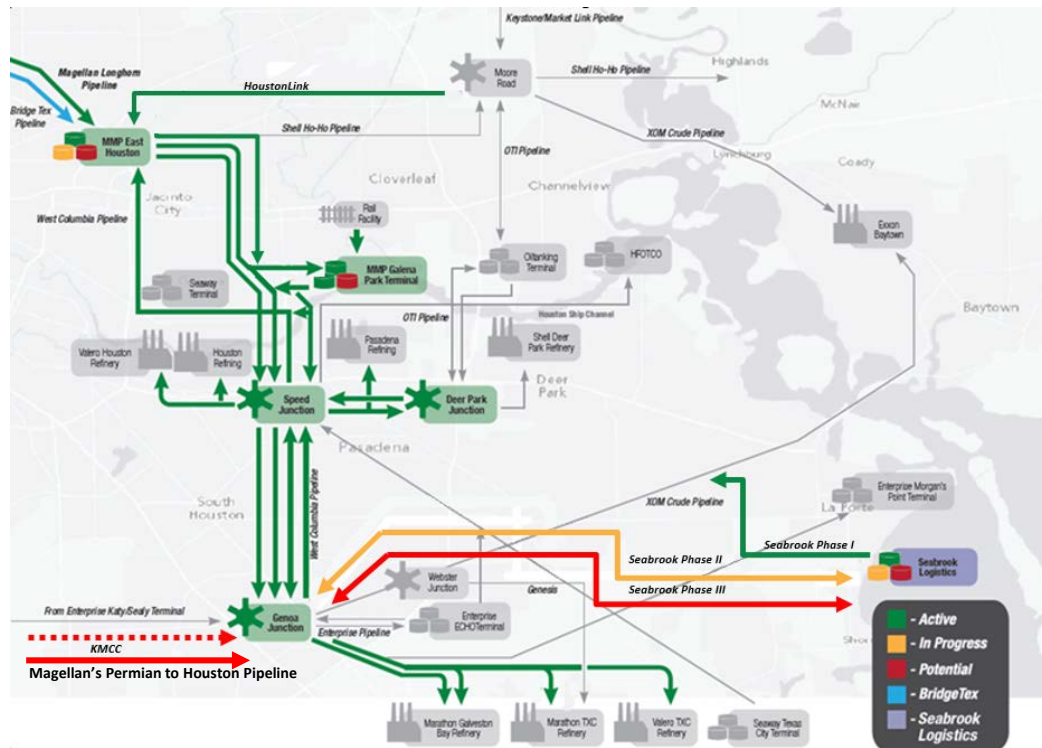 Keystone/Market Link Pipeline
Moore
Road
Shell Ho-Ho Pipeline
Highlands
McNair
Magellan Longhorn
Pipeline
HoustonLink
Bridge Tex
Pipeline
MMP East
Houston
Shell Ho-Ho Pipeline
OTI Pipeline
XOM Crude Pipeline
Lynchburg
Coady
Cloverleaf
Channelview
Jacinto
City
West Columbia Pipeline
Rail
Facility
Exxon
Baytown
MMP Galena
Park Terminal
Oiltanking
Terminal
HFOTCO
Seaway
Terminal
Baytown
OTI Pipeline
Houston Ship Channel
Valero Houston
Refinery
Houston
Refining
Pasadena
Refining
Shell Deer
Park Refinery
Deer
Park
Speed
Junction
Deer Park
Junction
Pasadena
South
Houston
West Columbia Pipeline
XOM Crude Pipeline
Enterprise Morgan's
Point Terminal
La Porte
Seabrook Phase I
Seabrook Phase II
Seabrook
Logistics
Webster
Junction
Genesis
Seabrook Phase III
From Enterprise Katy/Sealy Terminal
Genoa
Junction
Enterprise Pipeline
Enterprise
ECHO Terminal
KMCC
Magellan's Permian to Houston Pipeline
- Active
- In Progress
- Potential
- BridgeTex
- Seabrook
Logistics
Marathon Galveston
Bay Refinery
Marathon TXC
Refinery
Valero TXC
Refinery
Seaway Texas
City Terminal